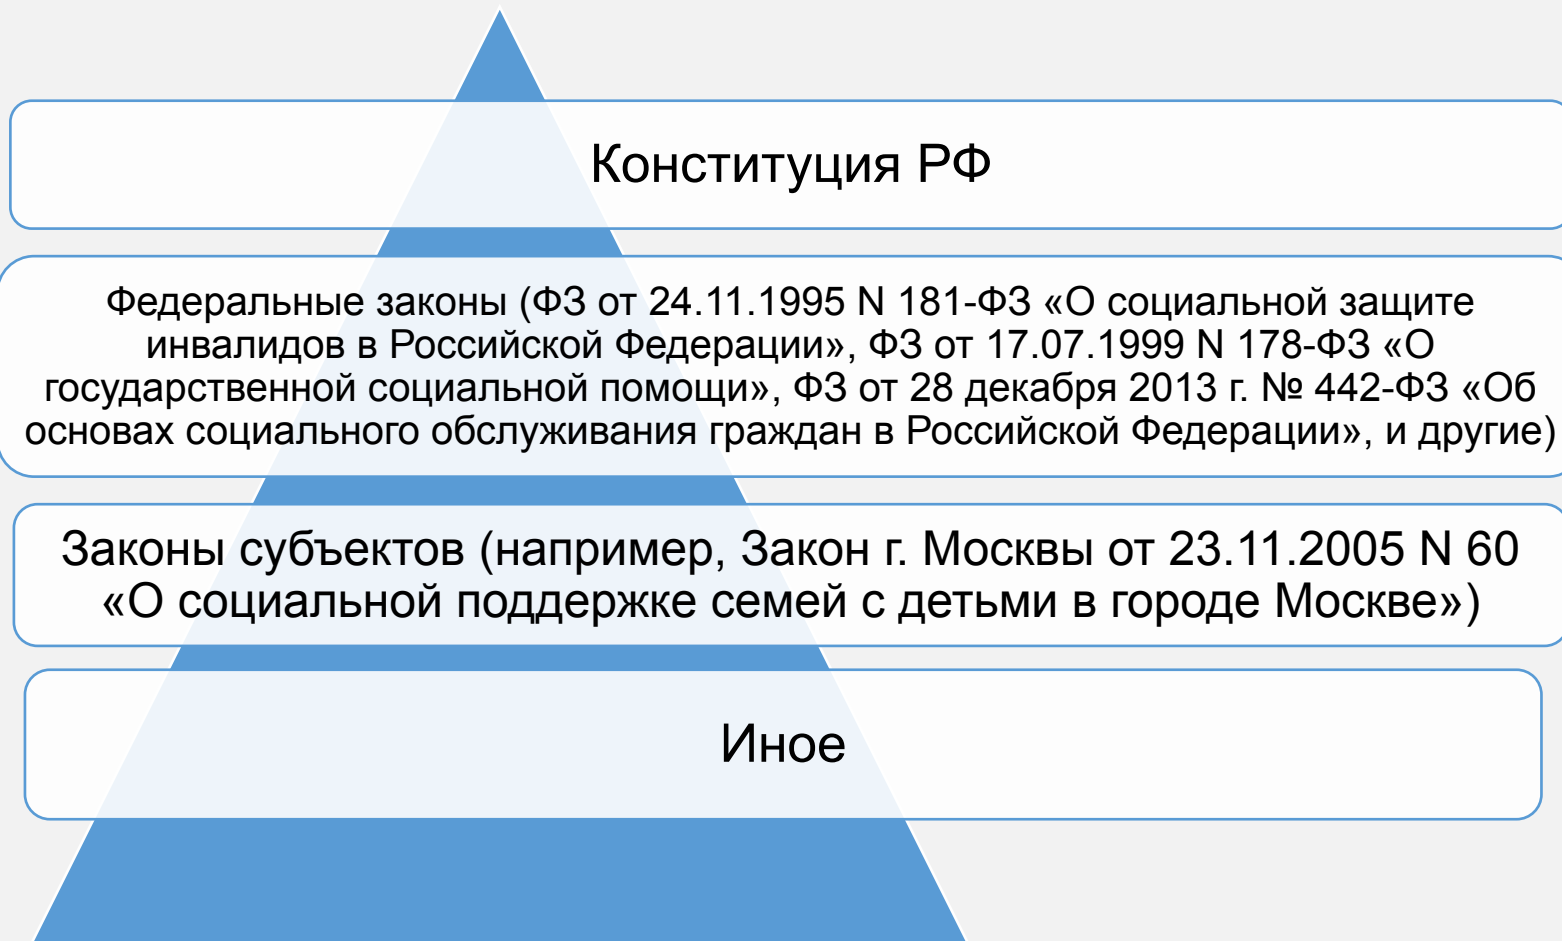 Конституция РФ
Федеральные законы (ФЗ от 24.11.1995 N 181-ФЗ «О социальной защите
инвалидов в Российской Федерации», ФЗ от 17.07.1999 N 178-ФЗ «О
государственной социальной помощи», ФЗ от 28 декабря 2013 г. № 442-ФЗ «Об
основах социального обслуживания граждан в Российской Федерации», и другие)
Законы субъектов (например, Закон г. Москвы от 23.11.2005 N 60
«О социальной поддержке семей с детьми в городе Москве»)
Иное